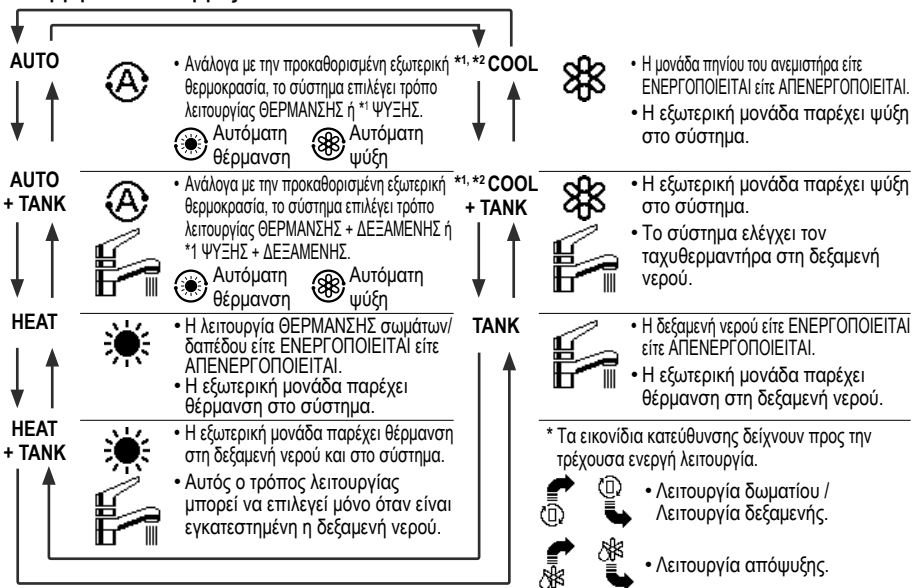 AUTO
• Ανάλογα με την προκαθορισμένη εξωτερική
θερμοκρασία, το σύστημα επιλέγει τρόπο
λειτουργίας ΘΕΡΜΑΝΣΗΣ ή *1 ΨΥΞΗΣ.
Αυτόματη θέρμανση
Αυτόματη ψύξη
AUTO
+ TANK
• Ανάλογα με την προκαθορισμένη εξωτερική
θερμοκρασία, το σύστημα επιλέγει τρόπο
λειτουργίας ΘΕΡΜΑΝΣΗΣ + ΔΕΞΑΜΕΝΗΣ ή
*1 ΨΥΞΗΣ + ΔΕΞΑΜΕΝΗΣ.
Αυτόματη θέρμανση
Αυτόματη ψύξη
HEAT
• Η λειτουργία ΘΕΡΜΑΝΣΗΣ σωμάτων/
δαπέδου είτε ΕΝΕΡΓΟΠΟΙΕΙΤΑΙ είτε
ΑΠΕΝΕΡΓΟΠΟΙΕΙΤΑΙ.
• Η εξωτερική μονάδα παρέχει
θέρμανση στο σύστημα.
HEAT
+ TANK
• Η εξωτερική μονάδα παρέχει θέρμανση
στη δεξαμενή νερού και στο σύστημα.
• Αυτός ο τρόπος λειτουργίας
μπορεί να επιλεγεί μόνο όταν είναι
εγκατεστημένη η δεξαμενή νερού.
*1, *2 COOL
• Η μονάδα πηνίου του ανεμιστήρα είτε
ΕΝΕΡΓΟΠΟΙΕΙΤΑΙ είτε ΑΠΕΝΕΡΓΟΠΟΙΕΙΤΑΙ.
• Η εξωτερική μονάδα παρέχει ψύξη
στο σύστημα.
*1, *2 COOL
+ TANK
• Η εξωτερική μονάδα παρέχει ψύξη
στο σύστημα.
• Το σύστημα ελέγχει τον
ταχυθερμαντήρα στη δεξαμενή
νερού.
TANK
• Η δεξαμενή νερού είτε ΕΝΕΡΓΟΠΟΙΕΙΤΑΙ
είτε ΑΠΕΝΕΡΓΟΠΟΙΕΙΤΑΙ.
• Η εξωτερική μονάδα παρέχει
θέρμανση στη δεξαμενή νερού.
* Τα εικονίδια κατεύθυνσης δείχνουν προς την
τρέχουσα ενεργή λειτουργία.
• Λειτουργία δωματίου /
Λειτουργία δεξαμενής.
• Λειτουργία απόψυξης.